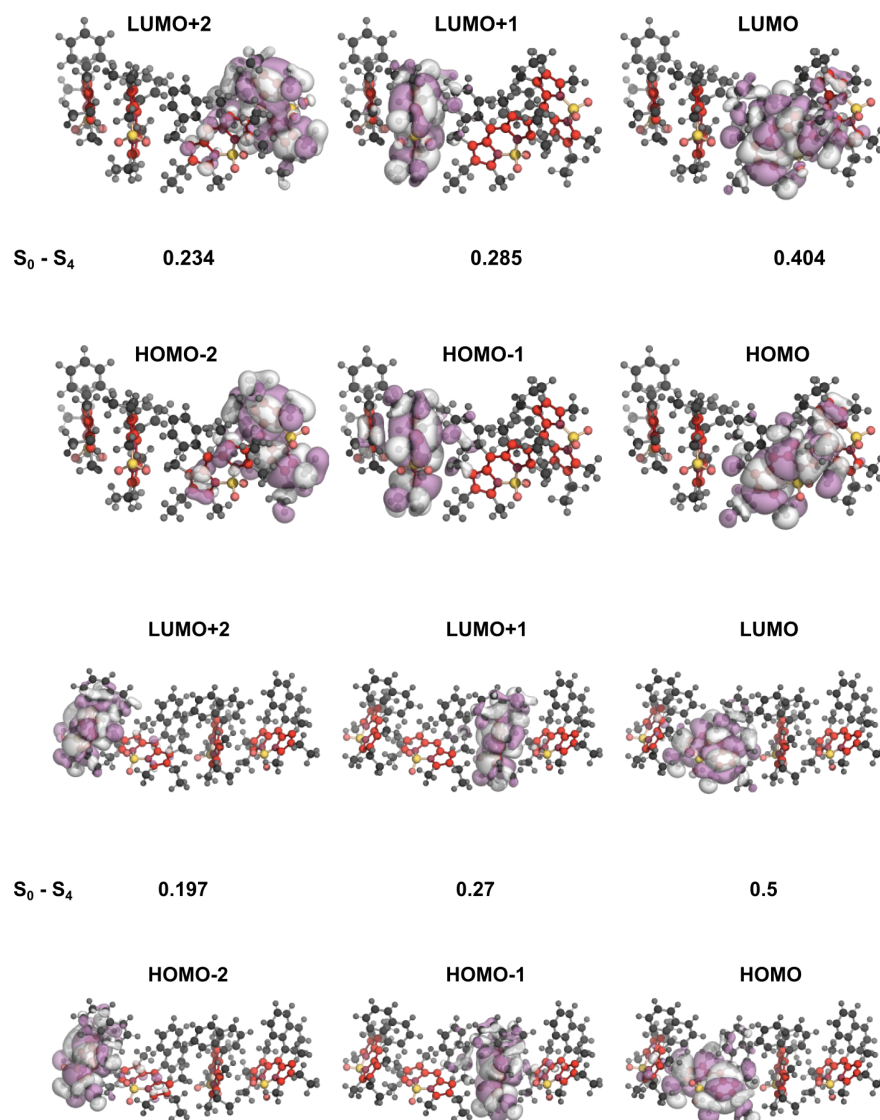 LUMO+2 LUMO+1 LUMO
S₀ - S₄ 0.234 0.285 0.404
HOMO-2 HOMO-1 HOMO
LUMO+2 LUMO+1 LUMO
S₀ - S₄ 0.197 0.27 0.5
HOMO-2 HOMO-1 HOMO